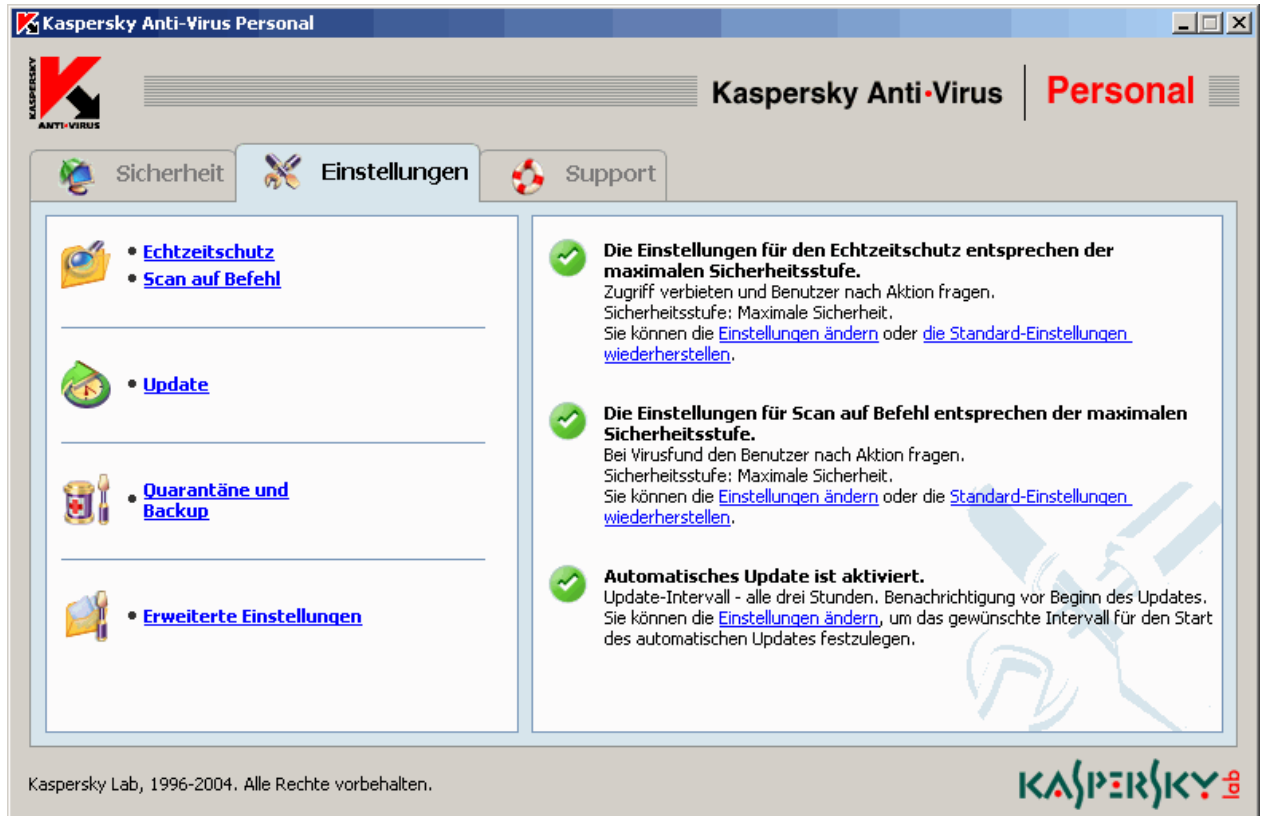 Kaspersky Anti-Virus Personal
KASPERSKY
ANTI•VIRUS
Kaspersky Anti•Virus Personal
Sicherheit
Einstellungen
Support
• Echtzeitschutz
• Scan auf Befehl
• Update
• Quarantäne und
Backup
• Erweiterte Einstellungen
Die Einstellungen für den Echtzeitschutz entsprechen der
maximalen Sicherheitsstufe.
Zugriff verbieten und Benutzer nach Aktion fragen.
Sicherheitsstufe: Maximale Sicherheit.
Sie können die Einstellungen ändern oder die Standard-Einstellungen
wiederherstellen.
Die Einstellungen für Scan auf Befehl entsprechen der maximalen
Sicherheitsstufe.
Bei Virusfund den Benutzer nach Aktion fragen.
Sicherheitsstufe: Maximale Sicherheit.
Sie können die Einstellungen ändern oder die Standard-Einstellungen
wiederherstellen.
Automatisches Update ist aktiviert.
Update-Intervall - alle drei Stunden. Benachrichtigung vor Beginn des Updates.
Sie können die Einstellungen ändern, um das gewünschte Intervall für den Start
des automatischen Updates festzulegen.
Kaspersky Lab, 1996-2004. Alle Rechte vorbehalten.
KASPERSKY lab